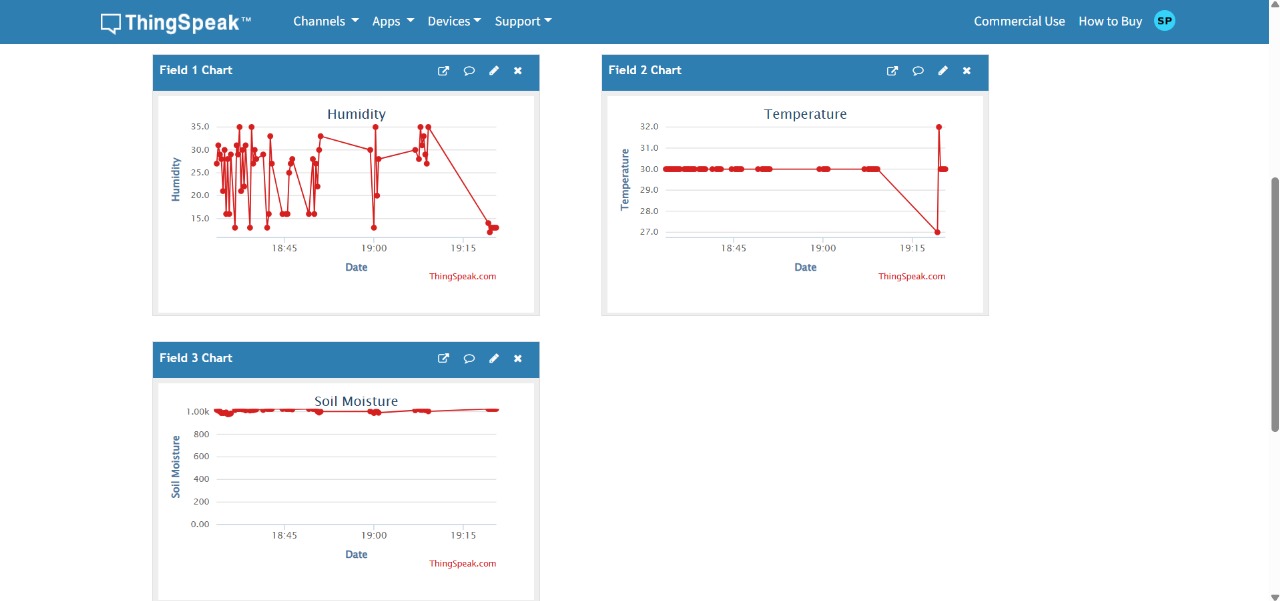 ThingSpeak™ Channels Apps Devices Support Commercial Use How to Buy SP
Field 1 Chart
Humidity
Humidity
35.0
30.0
25.0
20.0
15.0
18:45 19:00 19:15
Date
ThingSpeak.com
Field 2 Chart
Temperature
Temperature
32.0
31.0
30.0
29.0
28.0
27.0
18:45 19:00 19:15
Date
ThingSpeak.com
Field 3 Chart
Soil Moisture
Soil Moisture
1.00k
800
600
400
200
0.00
18:45 19:00 19:15
Date
ThingSpeak.com